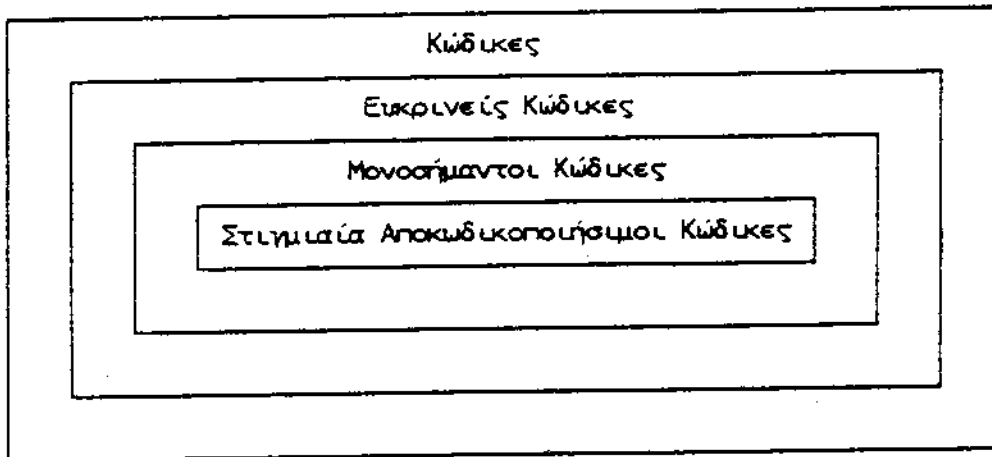 Κώδικες
Ευκρινείς Κώδικες
Μονοσήμαντοι Κώδικες
Στιγμιαία Αποκωδικοποιήσιμοι Κώδικες